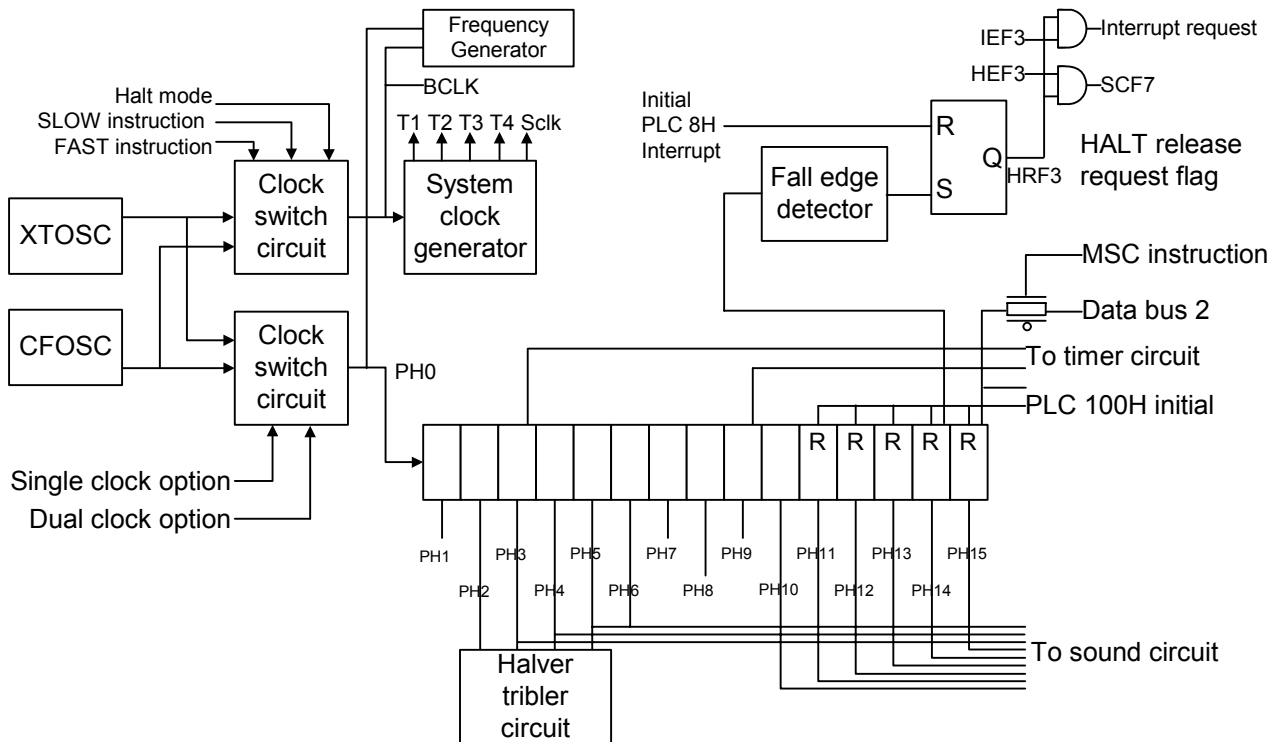 Frequency
Generator
BCLK
Halt mode
SLOW instruction
FAST instruction
T1 T2 T3 T4 Sclk
XTOSC
Clock
switch
circuit
System
clock
generator
CFOSC
Clock
switch
circuit
PH0
Single clock option
Dual clock option
IEF3
Interrupt request
HEF3
SCF7
Initial
PLC 8H
Interrupt
R
Q
S
HRF3
HALT release
request flag
Fall edge
detector
MSC instruction
Data bus 2
To timer circuit
PLC 100H initial
R R R R R
PH1
PH2
PH3
PH4
PH5
PH6
PH7
PH8
PH9
PH10
PH11
PH12
PH13
PH14
PH15
Halver
tribler
circuit
To sound circuit